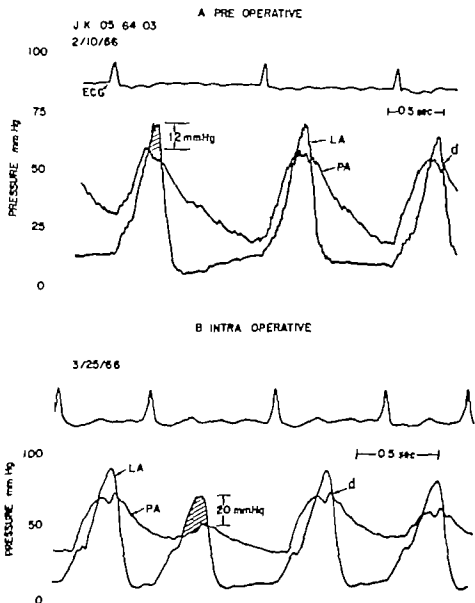 A PRE OPERATIVE
J K 05 64 03
2/10/66
100
ECG
0.5 sec
75
12 mmHg
LA
PA
d
50
25
0
PRESSURE mm Hg
B INTRA OPERATIVE
3/25/66
0.5 sec
100
LA
PA
d
20 mmHg
50
0
PRESSURE mm Hg